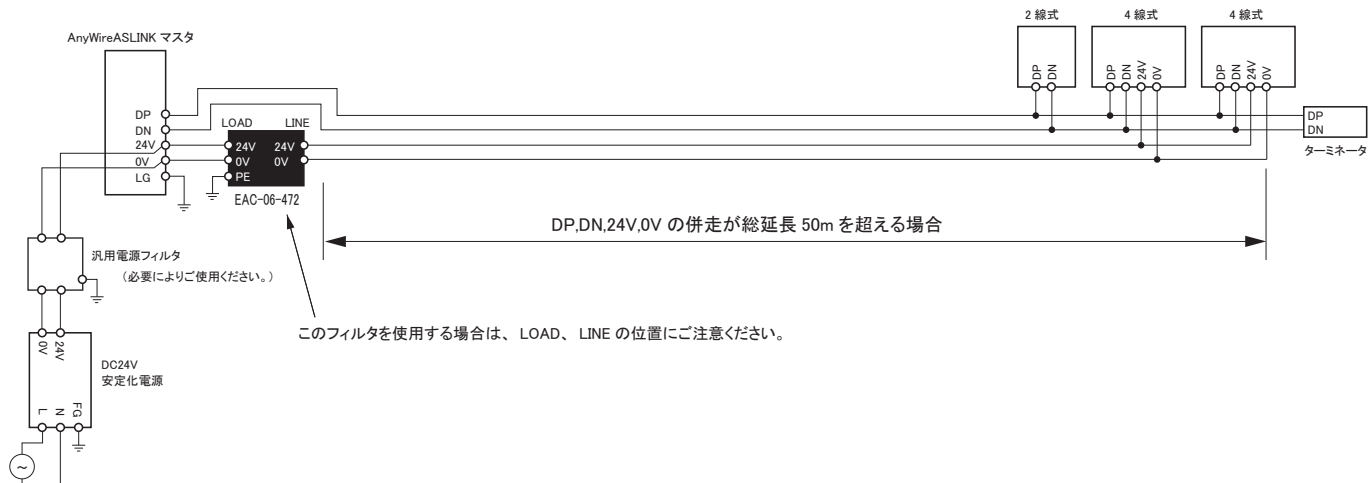 AnyWireASLINK マスタ
DP
DN
24V
0V
LG
LOAD LINE
24V 24V
0V 0V
PE
EAC-06-472
2 線式
DP
DN
4 線式
DP
DN
24V
0V
4 線式
DP
DN
24V
0V
DP
DN
ターミネータ
DP,DN,24V,0V の併走が総延長 50m を超える場合
汎用電源フィルタ
（必要によりご使用ください。）
このフィルタを使用する場合は、 LOAD、 LINE の位置にご注意ください。
0V
24V
DC24V
安定化電源
L
N
FG
~